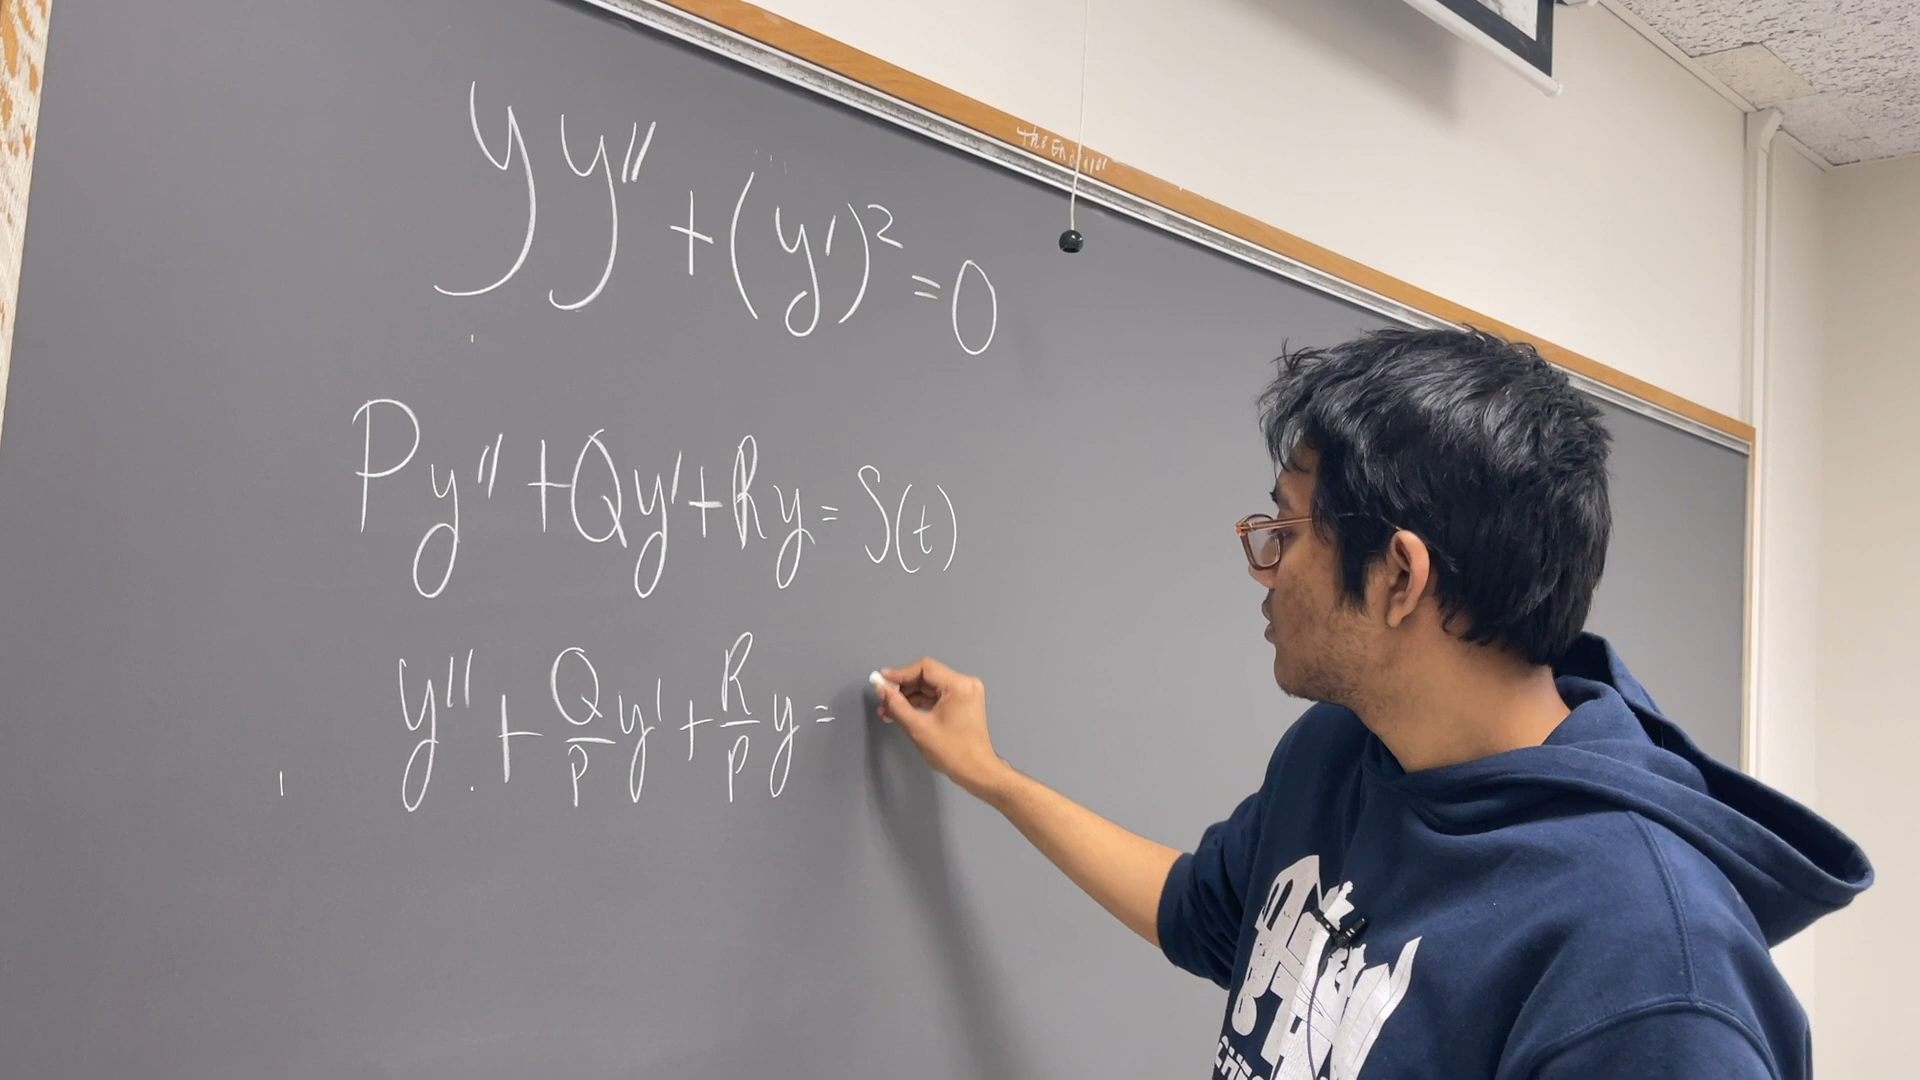 yy″ + (y′)² = 0
Py″ + Qy′ + Ry = S(t)
y″ + Q/P y′ + R/P y =